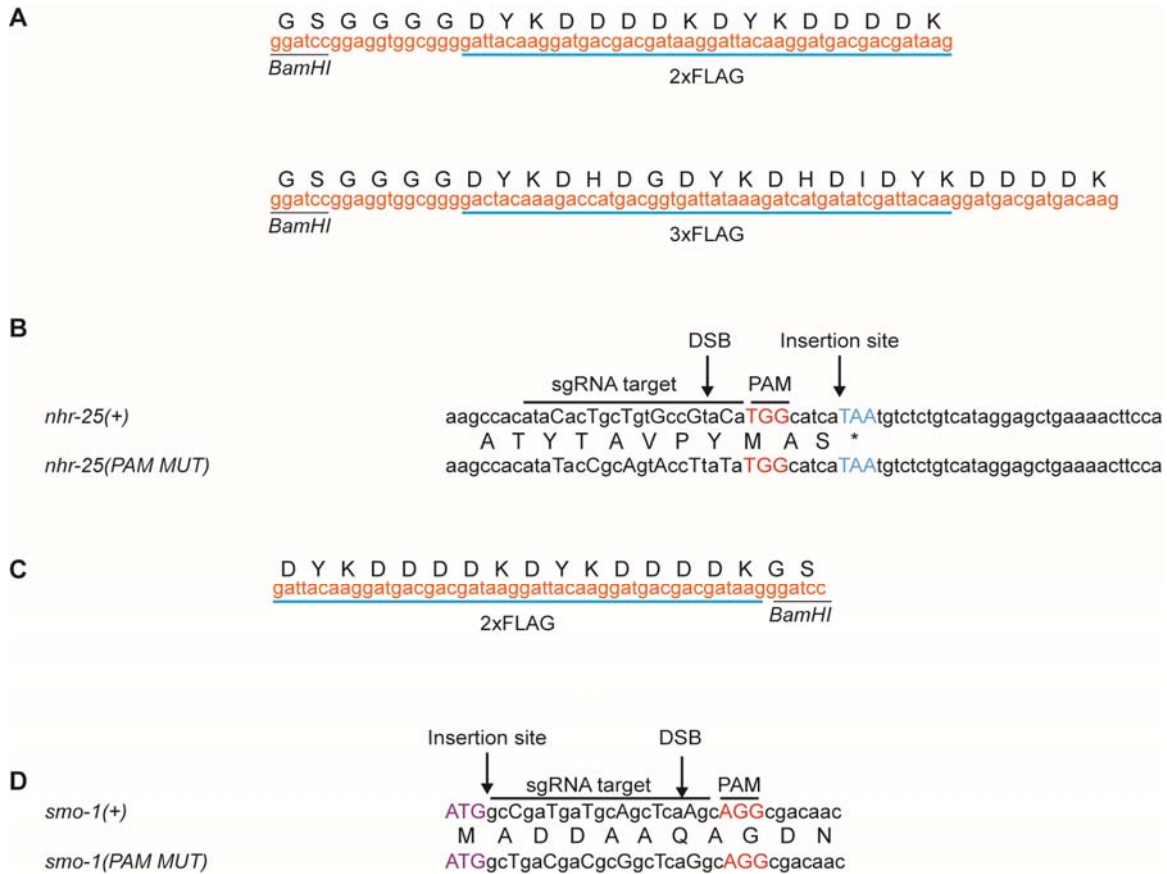 A
G S G G G G D Y K D D D D K D Y K D D D D K
ggatccggaggtggcggggattacaaggatgacgacgataaggattacaaggatgacgacgataag
BamHI
2xFLAG
G S G G G G D Y K D H D G D Y K D H D I D Y K D D D D K
ggatccggaggtggcggggactacaaagaccatgacggtgattataaagatcatgatatcgattacaaggatgacgatgacaag
BamHI
3xFLAG
B
DSB Insertion site
sgRNA target PAM
nhr-25(+) aagccacataCacTgcTgtGccGtaCaTGGcatcaTAAtgtctctgtcataggagctgaaaacttcca
A T Y T A V P Y M A S *
nhr-25(PAM MUT) aagccacataTacCgcAgtAccTtaTaTGGcatcaTAAtgtctctgtcataggagctgaaaacttcca
C
D Y K D D D D K D Y K D D D D K G S
gattacaaggatgacgacgataaggattacaaggatgacgacgataagggatcc
BamHI
2xFLAG
Insertion site DSB
D
sgRNA target PAM
smo-1(+) ATGgcCgaTgaTgcAgcTcaAgcAGGcgacaac
M A D D A A Q A G D N
smo-1(PAM MUT) ATGgcTgaCgaCgcGgcTcaGgcAGGcgacaac